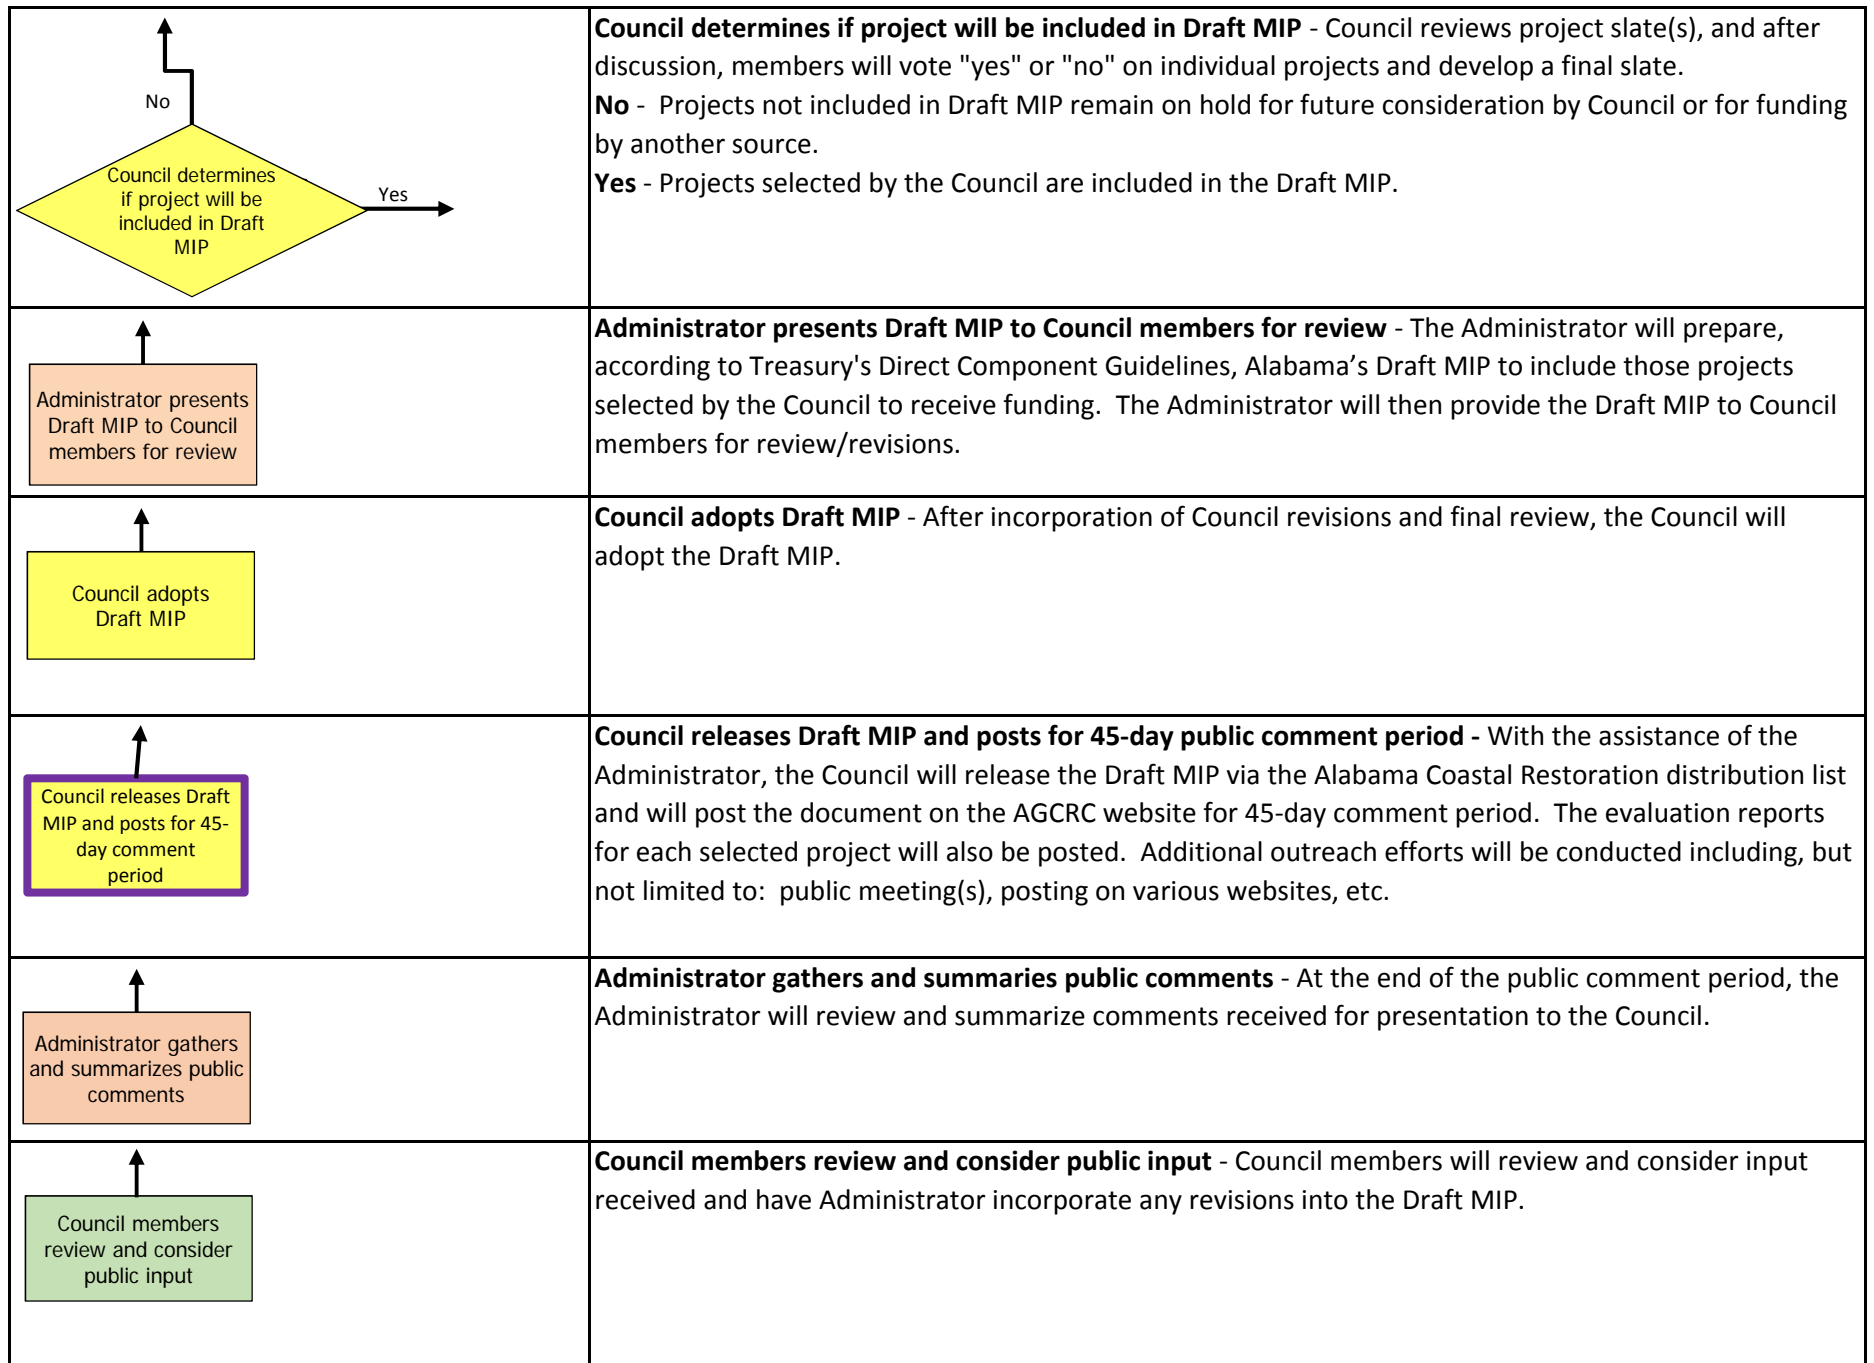 No
Council determines
if project will be
included in Draft
MIP
Yes
Council determines if project will be included in Draft MIP - Council reviews project slate(s), and after
discussion, members will vote "yes" or "no" on individual projects and develop a final slate.
No -  Projects not included in Draft MIP remain on hold for future consideration by Council or for funding
by another source.
Yes - Projects selected by the Council are included in the Draft MIP.
Administrator presents
Draft MIP to Council
members for review
Administrator presents Draft MIP to Council members for review - The Administrator will prepare,
according to Treasury's Direct Component Guidelines, Alabama’s Draft MIP to include those projects
selected by the Council to receive funding.  The Administrator will then provide the Draft MIP to Council
members for review/revisions.
Council adopts
Draft MIP
Council adopts Draft MIP - After incorporation of Council revisions and final review, the Council will
adopt the Draft MIP.
Council releases Draft
MIP and posts for 45-
day comment
period
Council releases Draft MIP and posts for 45-day public comment period - With the assistance of the
Administrator, the Council will release the Draft MIP via the Alabama Coastal Restoration distribution list
and will post the document on the AGCRC website for 45-day comment period.  The evaluation reports
for each selected project will also be posted.  Additional outreach efforts will be conducted including, but
not limited to:  public meeting(s), posting on various websites, etc.
Administrator gathers
and summarizes public
comments
Administrator gathers and summaries public comments - At the end of the public comment period, the
Administrator will review and summarize comments received for presentation to the Council.
Council members
review and consider
public input
Council members review and consider public input - Council members will review and consider input
received and have Administrator incorporate any revisions into the Draft MIP.